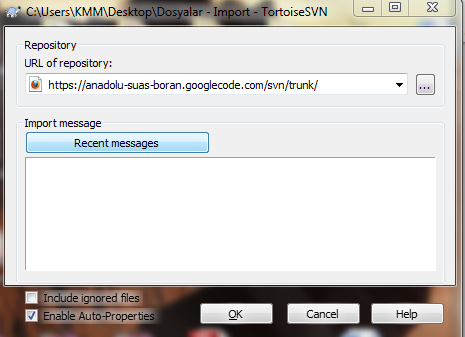 C:\Users\KMM\Desktop\Dosyalar - Import - TortoiseSVN
Repository
URL of repository:
https://anadolu-suas-boran.googlecode.com/svn/trunk/
...
Import message
Recent messages
Include ignored files
Enable Auto-Properties
OK
Cancel
Help